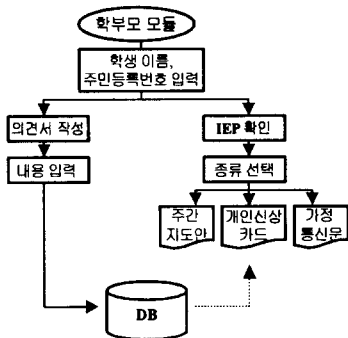 학부모 모듈
학생 이름,
주민등록번호 입력
의견서 작성
IEP 확인
내용 입력
종류 선택
주간
지도안
개인신상
카드
가정
통신문
DB